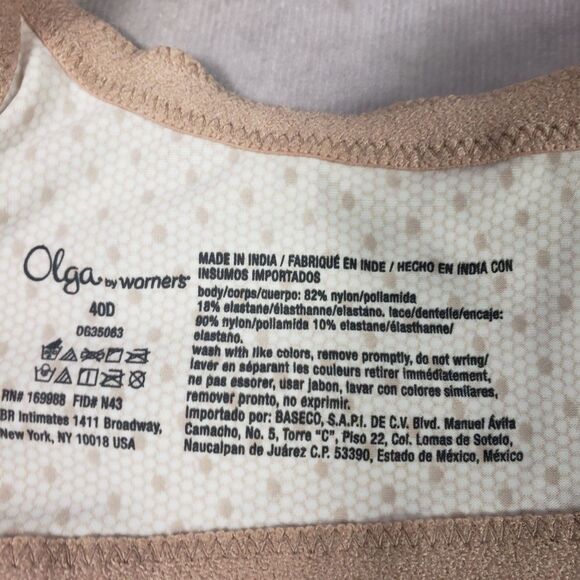 Olga by warners®
40D
OG35063
RN# 169988 FID# N43
BR Intimates 1411 Broadway,
New York, NY 10018 USA
MADE IN INDIA / FABRIQUÉ EN INDE / HECHO EN INDIA CON
INSUMOS IMPORTADOS
body/corps/cuerpo: 82% nylon/poliamida
18% elastane/élasthanne/elastáno. lace/dentelle/encaje:
90% nylon/poliamida 10% elastane/élasthanne/
elastaño.
wash with like colors, remove promptly, do not wring/
lavér en séparant les couleurs retirer immédiatement,
ne pas essorer, usar jabon, lavar con colores similares,
remover pronto, no exprimir.
Importado por: BASECO, S.A.P.I. DE C.V. Blvd. Manuel Ávila
Camacho, No. 5, Torre "C", Piso 22, Col. Lomas de Sotelo,
Naucalpan de Juárez C.P. 53390, Estado de México, México